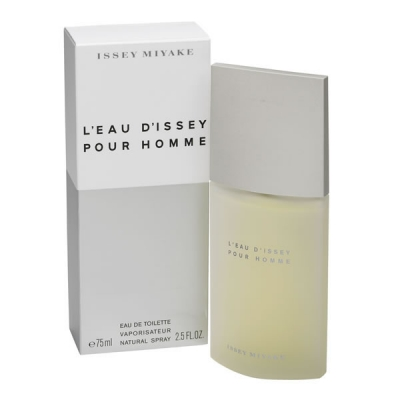 ISSEY MIYAKE
L'EAU D'ISSEY
POUR HOMME
EAU DE TOILETTE
VAPORISATEUR
℮75ml NATURAL SPRAY 2.5 FL.OZ.
L'EAU D'ISSEY
POUR HOMME
ISSEY MIYAKE